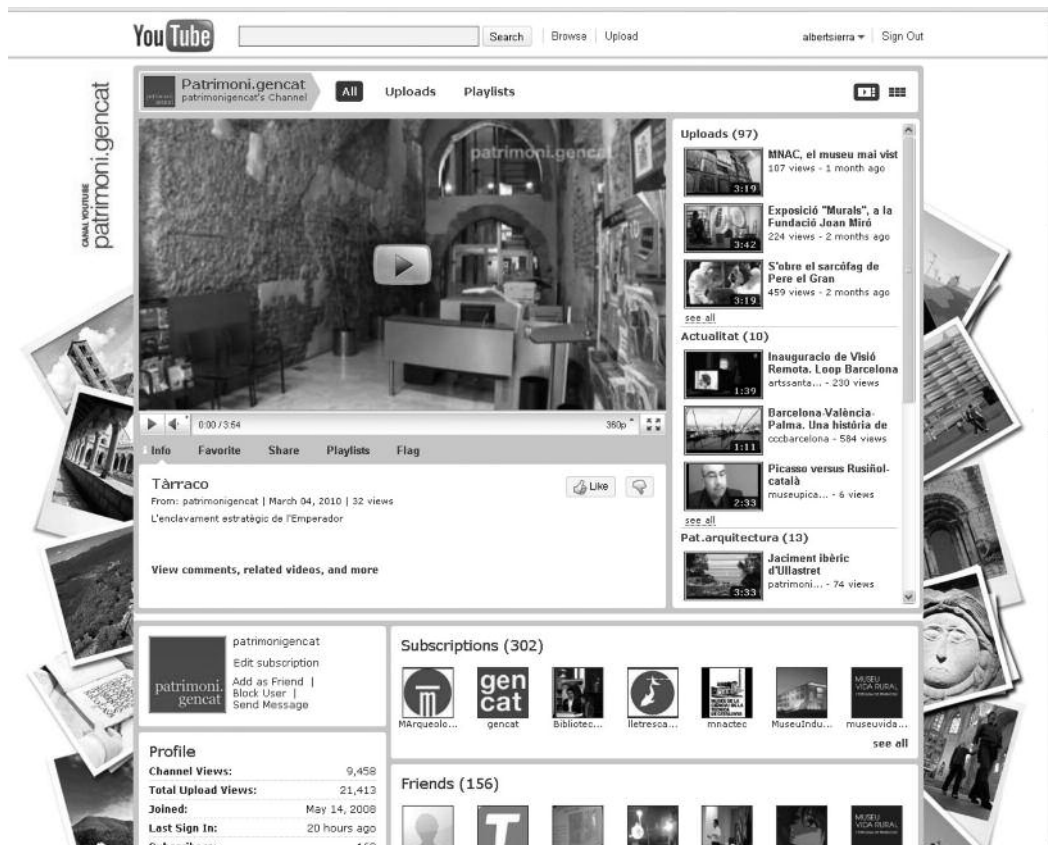 YouTube
Search
Browse
Upload
albertsierra
Sign Out
CANAL YOUTUBE
patrimoni.gencat
Patrimoni.gencat
patrimonigencat's Channel
All
Uploads
Playlists
patrimoni.gencat
0:00 / 3:54
360p
Info
Favorite
Share
Playlists
Flag
Tàrraco
From: patrimonigencat | March 04, 2010 | 32 views
L'enclavament estratègic de l'Emperador
Like
View comments, related videos, and more
Uploads (97)
MNAC, el museu mai vist
107 views - 1 month ago
3:19
Exposició "Murals", a la
Fundació Joan Miró
224 views - 2 months ago
3:42
S'obre el sarcòfag de
Pere el Gran
459 views - 2 months ago
3:19
see all
Actualitat (10)
Inauguracio de Visió
Remota. Loop Barcelona
artssanta... - 230 views
1:39
Barcelona-València-
Palma. Una història de
cccbarcelona - 584 views
1:11
Picasso versus Rusiñol-
català
museupica... - 6 views
2:33
see all
Pat.arquitectura (13)
Jaciment ibèric
d'Ullastret
patrimoni... - 74 views
3:33
patrimoni.
gencat
patrimonigencat
Edit subscription
Add as Friend |
Block User |
Send Message
Profile
Channel Views: 9,458
Total Upload Views: 21,413
Joined: May 14, 2008
Last Sign In: 20 hours ago
Subscriptions (302)
gen
cat
MUSEU
VIDA RURAL
MArqueolo...
gencat
Bibliotec...
lletresca...
mnactec
MuseuIndu...
museuvida...
see all
Friends (156)
T
MUSEU
VIDA RURAL